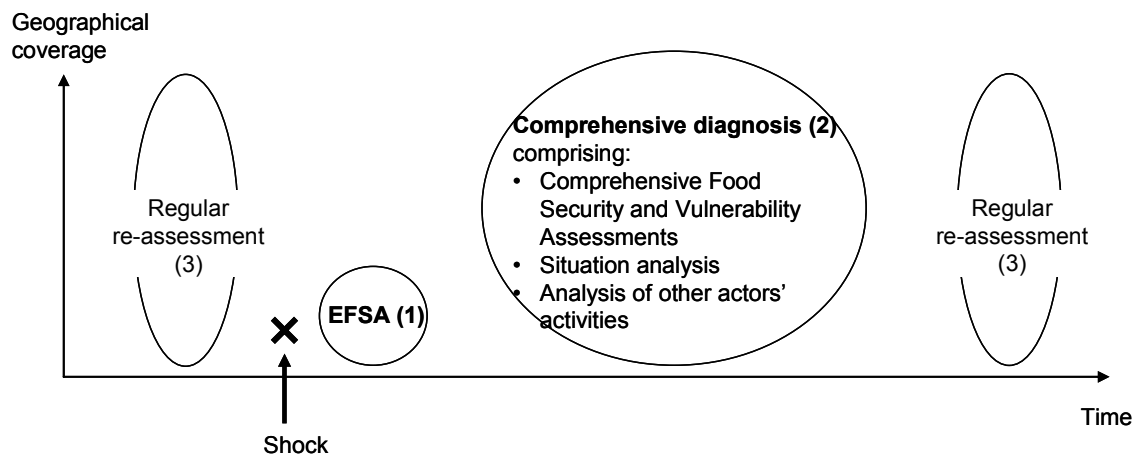 Geographical
coverage
Regular
re-assessment
(3)
Shock
EFSA (1)
Comprehensive diagnosis (2)
comprising:
• Comprehensive Food
Security and Vulnerability
Assessments
• Situation analysis
• Analysis of other actors’
activities
Regular
re-assessment
(3)
Time